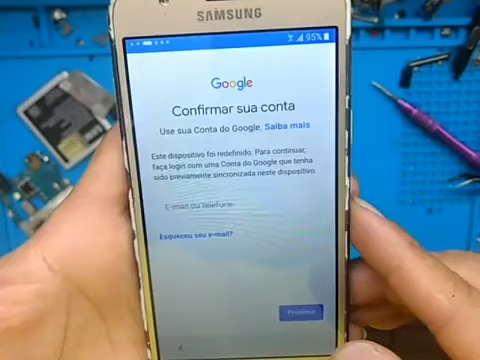 SAMSUNG
95%
Google
Confirmar sua conta
Use sua Conta do Google. Saiba mais
Este dispositivo foi redefinido. Para continuar,
faça login com uma Conta do Google que tenha
sido previamente sincronizada neste dispositivo.
E-mail ou telefone
Esqueceu seu e-mail?
Próxima